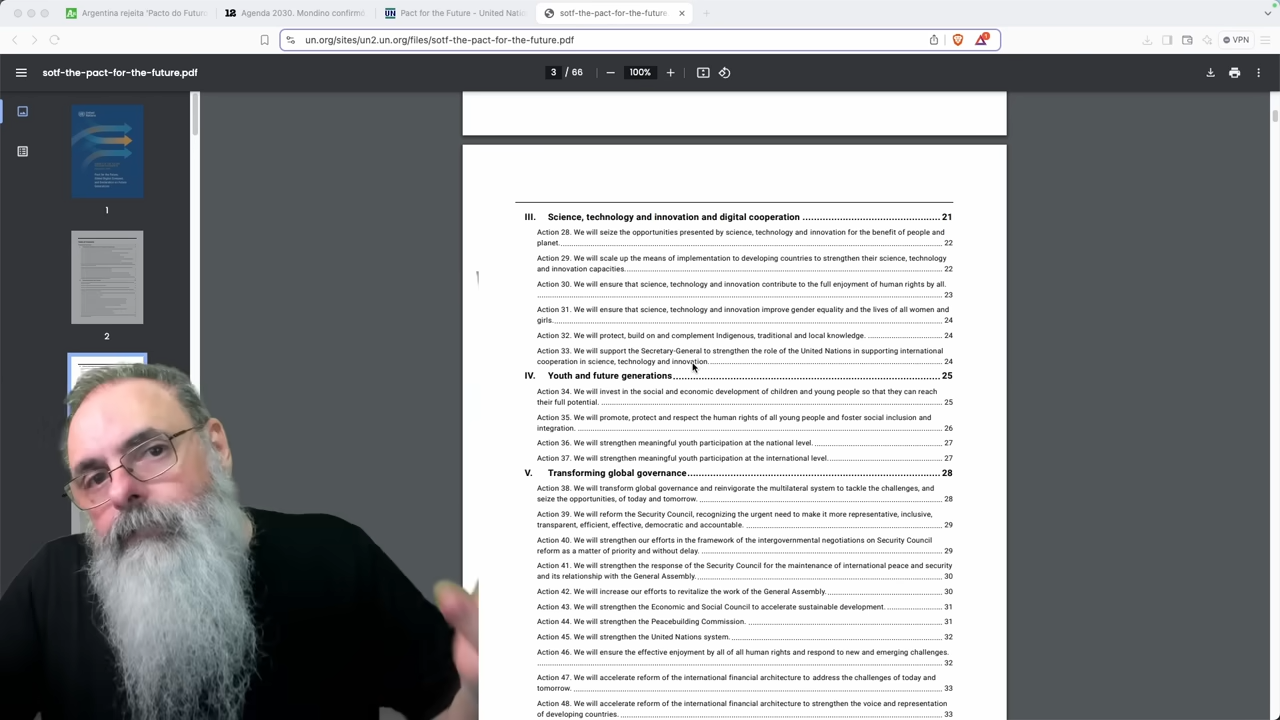 Argentina rejeita "Pacto do Futur
12 Agenda 2030. Mondino confirmó
UN Pact for the Future - United Nati
sotf-the-pact-for-the-future
un.org/sites/un2.un.org/files/sotf-the-pact-for-the-future.pdf
1
VPN
sotf-the-pact-for-the-future.pdf
3 / 66
100%
1
2
III. Science, technology and innovation and digital cooperation ........ 21
Action 28. We will seize the opportunities presented by science, technology and innovation for the benefit of people and
planet. ........ 22
Action 29. We will scale up the means of implementation to developing countries to strengthen their science, technology
and innovation capacities. ........ 22
Action 30. We will ensure that science, technology and innovation contribute to the full enjoyment of human rights by all.
........ 23
Action 31. We will ensure that science, technology and innovation improve gender equality and the lives of all women and
girls. ........ 24
Action 32. We will protect, build on and complement Indigenous, traditional and local knowledge. ........ 24
Action 33. We will support the Secretary-General to strengthen the role of the United Nations in supporting international
cooperation in science, technology and innovation. ........ 24
IV. Youth and future generations ........ 25
Action 34. We will invest in the social and economic development of children and young people so that they can reach
their full potential. ........ 25
Action 35. We will promote, protect and respect the human rights of all young people and foster social inclusion and
integration. ........ 26
Action 36. We will strengthen meaningful youth participation at the national level. ........ 27
Action 37. We will strengthen meaningful youth participation at the international level. ........ 27
V. Transforming global governance ........ 28
Action 38. We will transform global governance and reinvigorate the multilateral system to tackle the challenges, and
seize the opportunities, of today and tomorrow. ........ 28
Action 39. We will reform the Security Council, recognizing the urgent need to make it more representative, inclusive,
transparent, efficient, effective, democratic and accountable. ........ 29
Action 40. We will strengthen our efforts in the framework of the intergovernmental negotiations on Security Council
reform as a matter of priority and without delay. ........ 29
Action 41. We will strengthen the response of the Security Council for the maintenance of international peace and security
and its relationship with the General Assembly. ........ 30
Action 42. We will increase our efforts to revitalize the work of the General Assembly. ........ 30
Action 43. We will strengthen the Economic and Social Council to accelerate sustainable development. ........ 31
Action 44. We will strengthen the Peacebuilding Commission. ........ 31
Action 45. We will strengthen the United Nations system. ........ 32
Action 46. We will ensure the effective enjoyment by all of all human rights and respond to new and emerging challenges.
........ 32
Action 47. We will accelerate reform of the international financial architecture to address the challenges of today and
tomorrow. ........ 33
Action 48. We will accelerate reform of the international financial architecture to strengthen the voice and representation
of developing countries. ........ 33